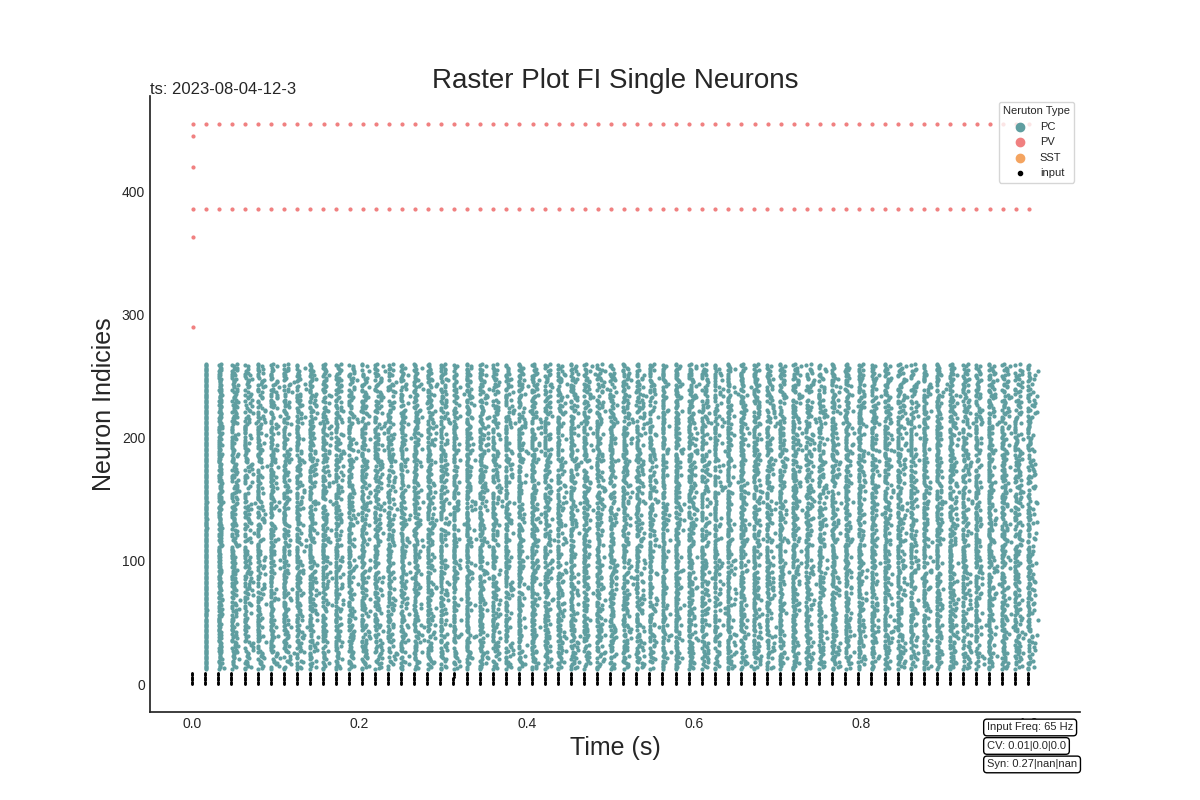 Raster Plot FI Single Neurons
ts: 2023-08-04-12-3
Neruton Type
PC
PV
SST
input
400
300
200
100
0
Neuron Indicies
0.0 0.2 0.4 0.6 0.8
Time (s)
Input Freq: 65 Hz
CV: 0.01|0.0|0.0
Syn: 0.27|nan|nan